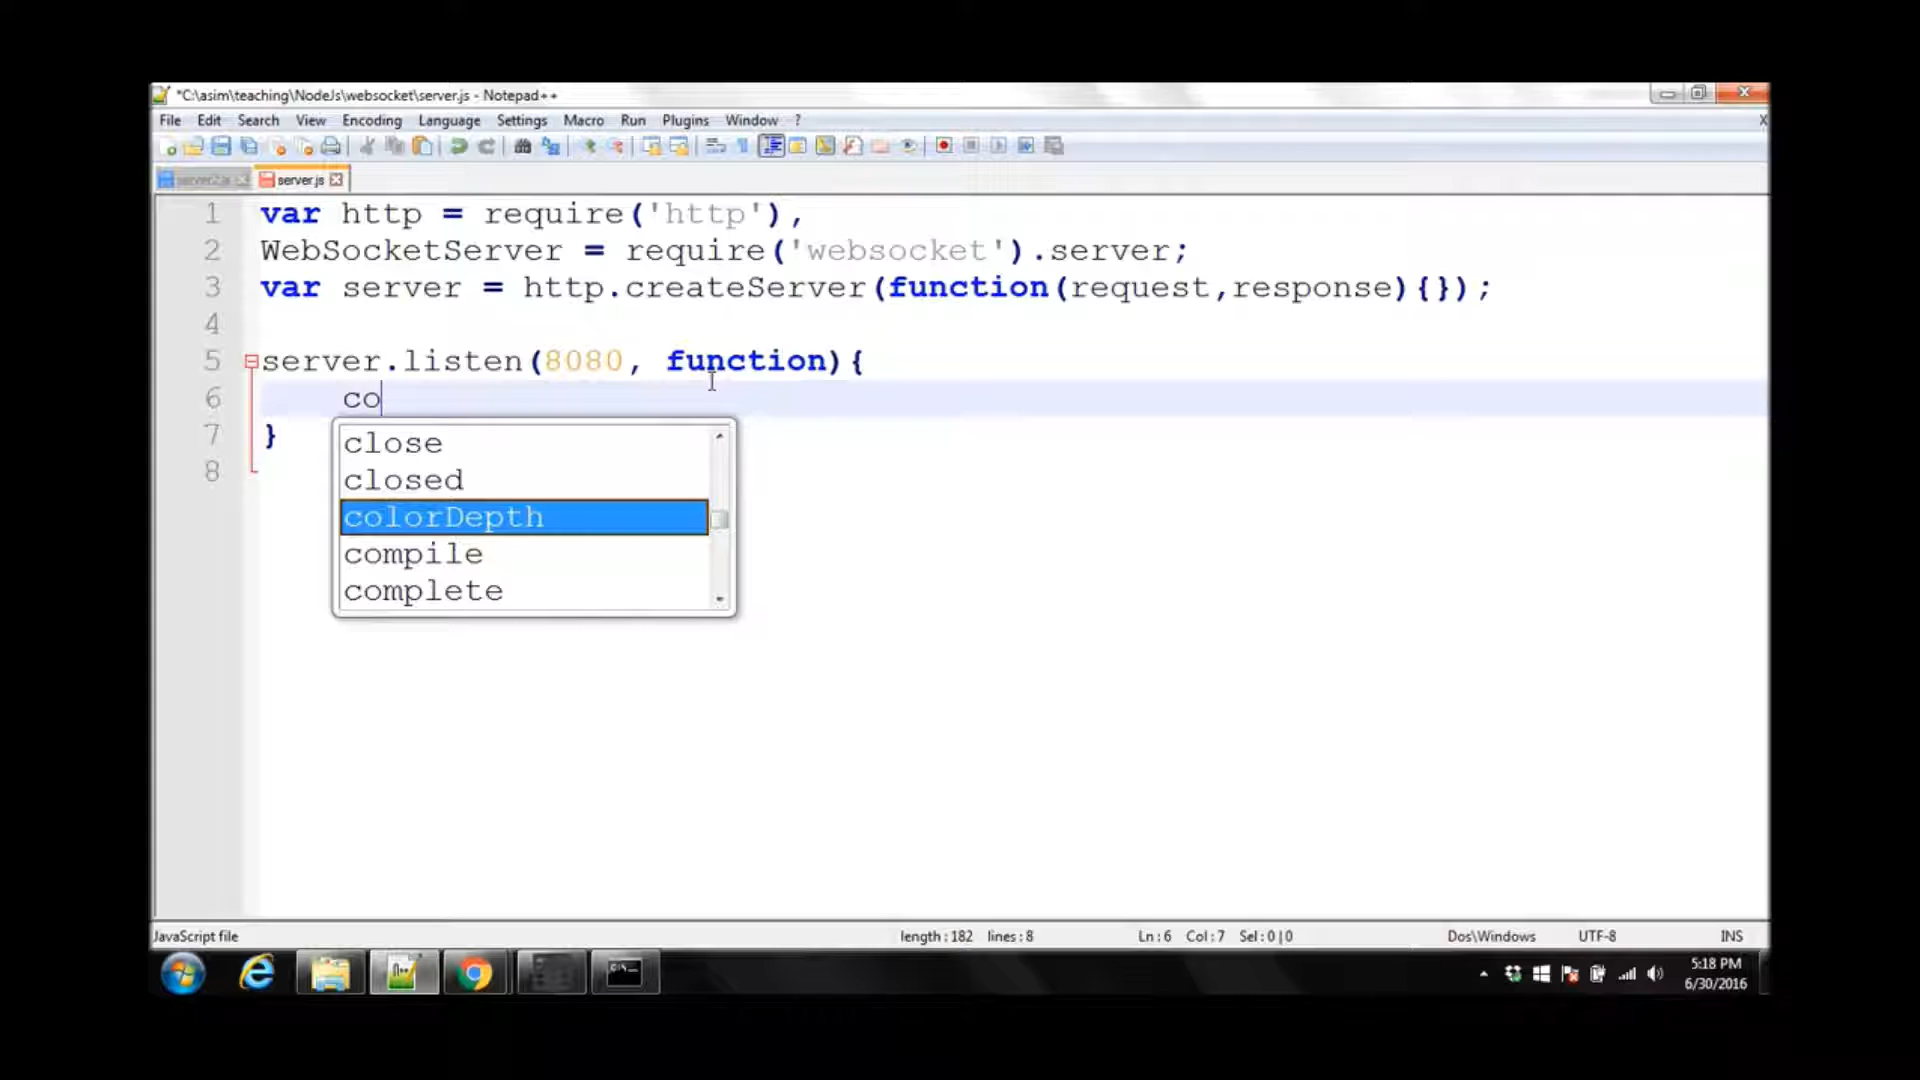 *C:\asim\teaching\NodeJs\websocket\server.js - Notepad++
File Edit Search View Encoding Language Settings Macro Run Plugins Window ? X
server.js
1 var http = require('http'),
2 WebSocketServer = require('websocket').server;
3 var server = http.createServer(function(request,response){});
4
5 server.listen(8080, function){
6 co
7 }
8
close
closed
colorDepth
compile
complete
JavaScript file length : 182 lines : 8 Ln : 6 Col : 7 Sel : 0 | 0 Dos\Windows UTF-8 INS
5:18 PM
6/30/2016